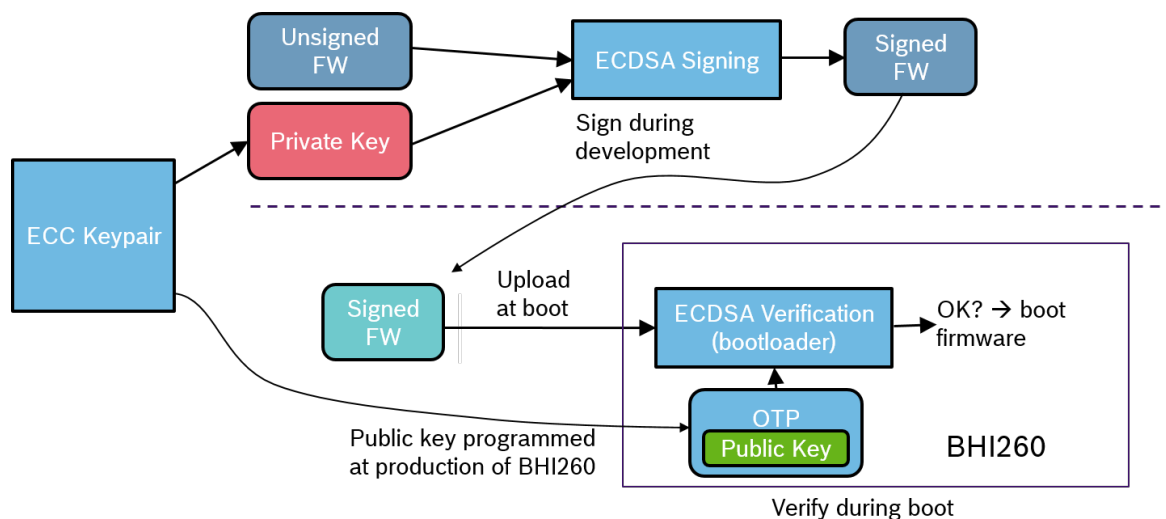 Unsigned
FW
ECDSA Signing
Signed
FW
Private Key
Sign during
development
ECC Keypair
Signed
FW
Upload
at boot
ECDSA Verification
(bootloader)
OK? → boot
firmware
OTP
Public Key
Public key programmed
at production of BHI260
BHI260
Verify during boot